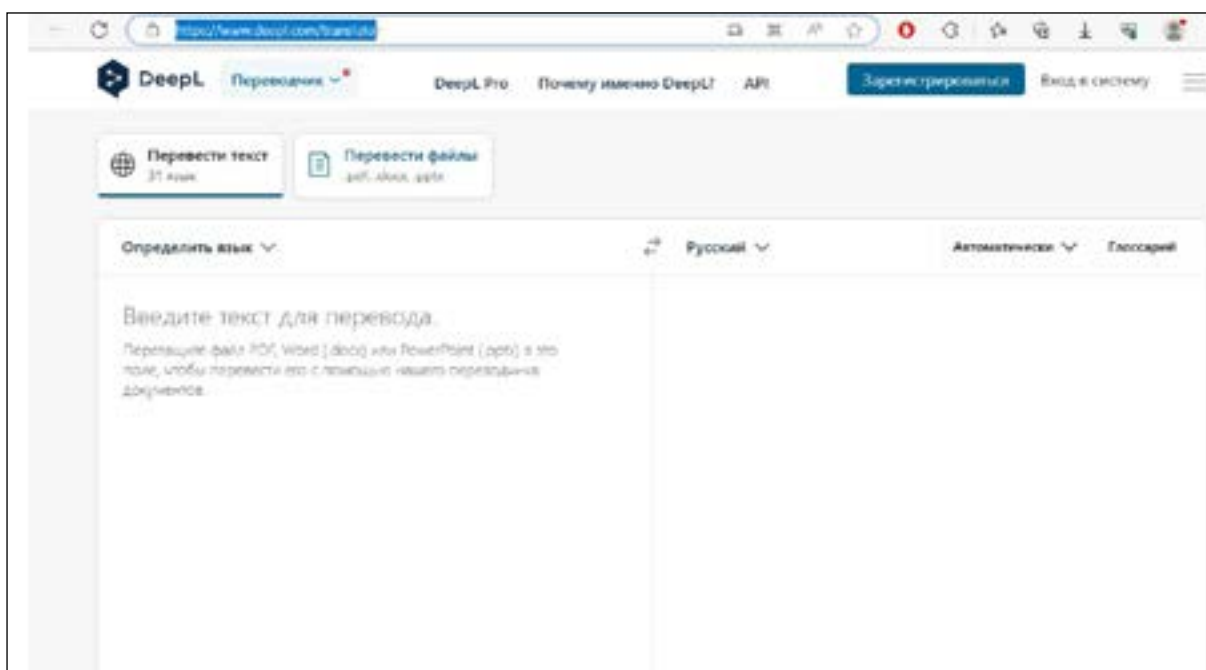 https://www.deepl.com/translator
DeepL Переводчик DeepL Pro Почему именно DeepL? API Зарегистрироваться Вход в систему
Перевести текст
31 язык
Перевести файлы
.pdf, .docx, .pptx
Определить язык Русский Автоматически Глоссарий
Введите текст для перевода.
Перетащите файл PDF, Word (.docx) или PowerPoint (.pptx) в это
поле, чтобы перевести его с помощью нашего переводчика
документов.